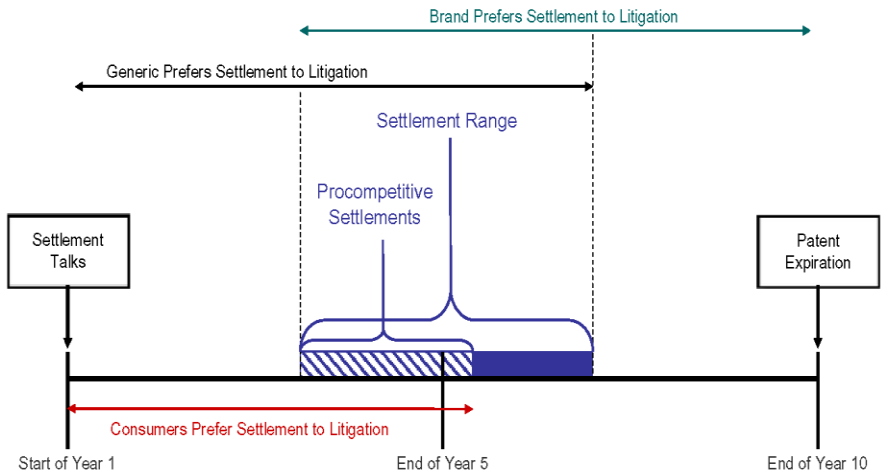 Brand Prefers Settlement to Litigation
Generic Prefers Settlement to Litigation
Settlement Range
Procompetitive
Settlements
Settlement
Talks
Patent
Expiration
Consumers Prefer Settlement to Litigation
Start of Year 1
End of Year 5
End of Year 10